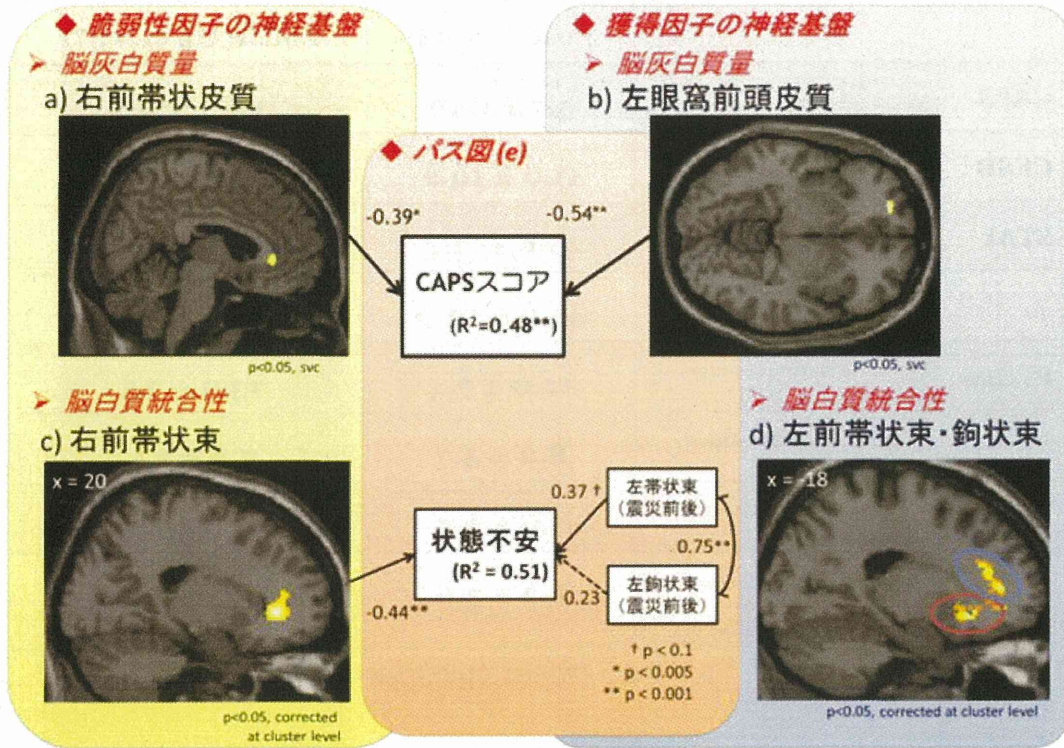 ◆ 脆弱性因子の神経基盤
➤ 脳灰白質量
a) 右前帯状皮質
p<0.05, svc
➤ 脳白質統合性
c) 右前帯状束
x = 20
p<0.05, corrected
at cluster level
◆ パス図(e)
-0.39*
-0.54**
CAPSスコア
(R²=0.48**)
状態不安
(R² = 0.51)
-0.44**
0.37 †
左帯状束
(震災前後)
0.75**
0.23
左鉤状束
(震災前後)
† p < 0.1
* p < 0.005
** p < 0.001
◆ 獲得因子の神経基盤
➤ 脳灰白質量
b) 左眼窩前頭皮質
p<0.05, svc
➤ 脳白質統合性
d) 左前帯状束・鉤状束
x = -18
p<0.05, corrected at cluster level